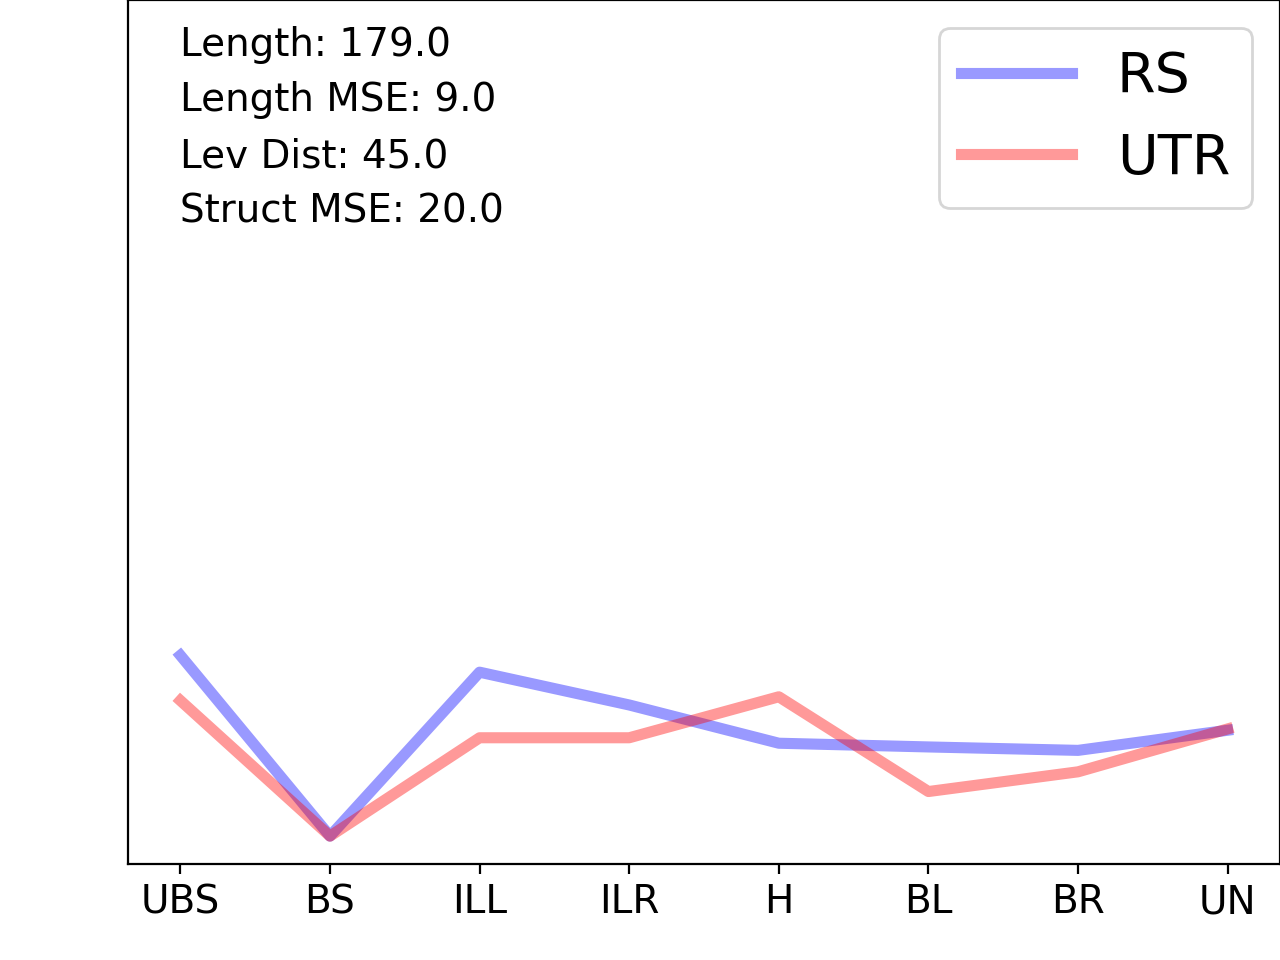 Length: 179.0
Length MSE: 9.0
Lev Dist: 45.0
Struct MSE: 20.0
RS
UTR
UBS BS ILL ILR H BL BR UN